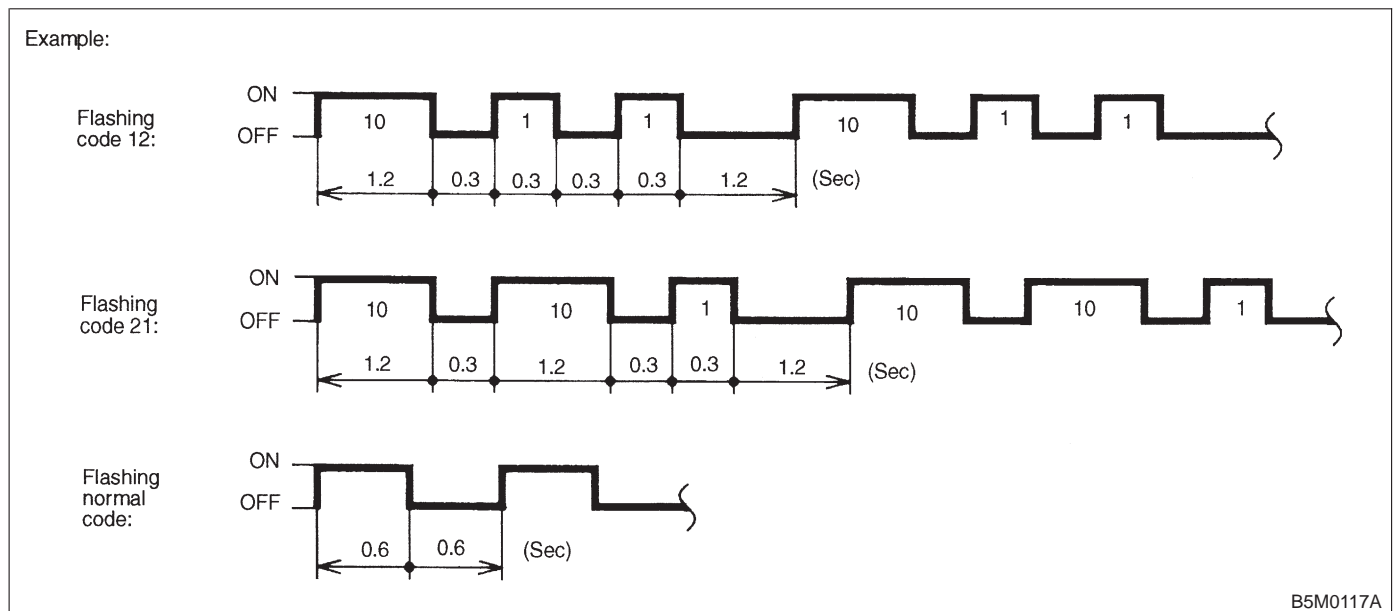 Example:
Flashing
code 12:
ON
OFF
10
1
1
10
1
1
1.2
0.3
0.3
0.3
0.3
1.2
(Sec)
Flashing
code 21:
ON
OFF
10
10
1
10
10
1
1.2
0.3
1.2
0.3
0.3
1.2
(Sec)
Flashing
normal
code:
ON
OFF
0.6
0.6
(Sec)
B5M0117A